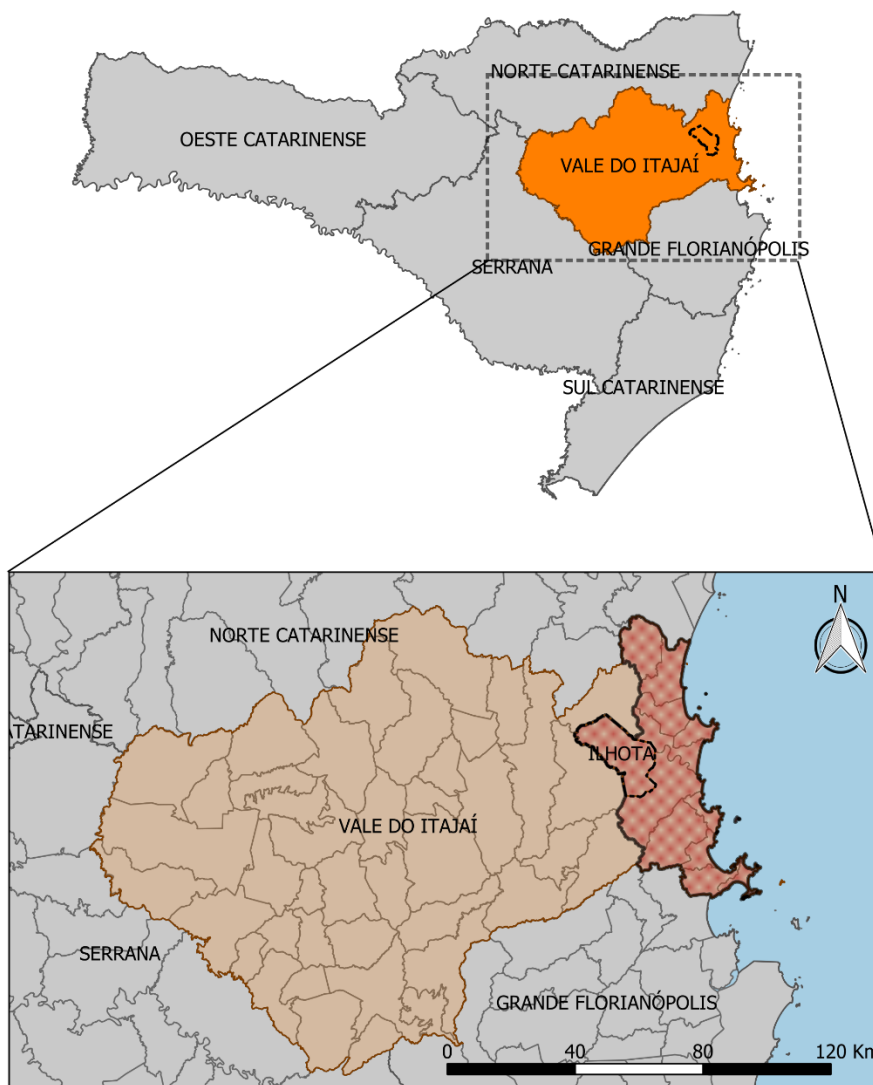 NORTE CATARINENSE
OESTE CATARINENSE
VALE DO ITAJAÍ
GRANDE FLORIANÓPOLIS
SERRANA
SUL CATARINENSE
N
NORTE CATARINENSE
ATARINENSE
ILHOTA
VALE DO ITAJAÍ
SERRANA
GRANDE FLORIANÓPOLIS
0 40 80 120 Km